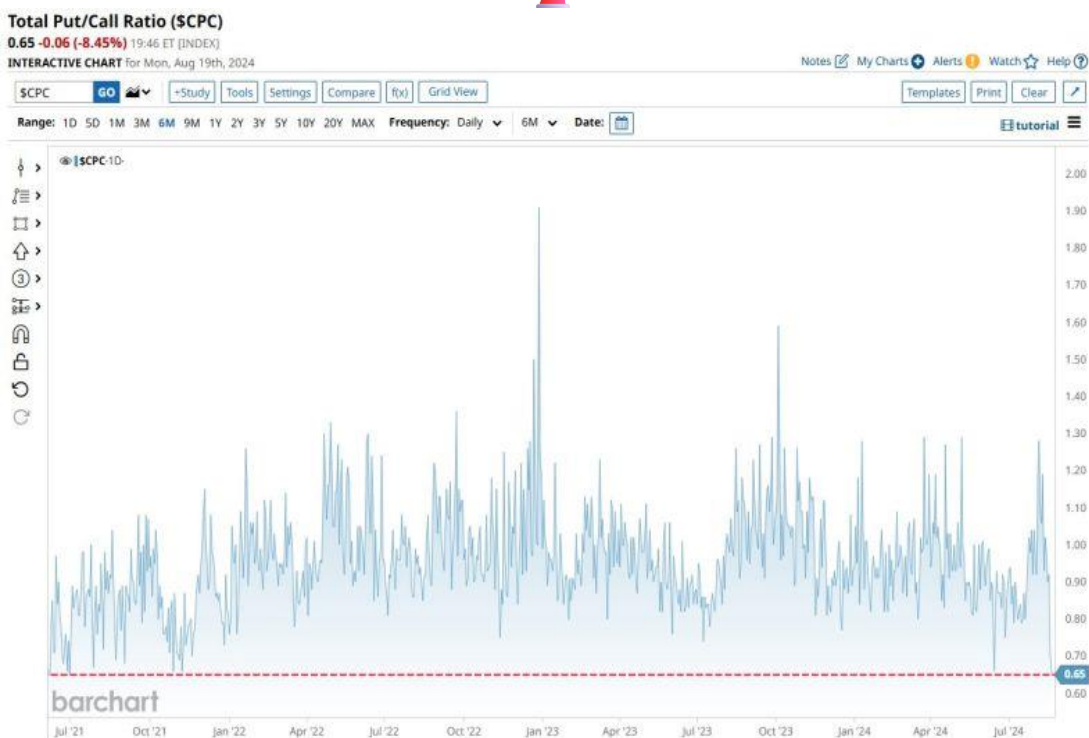 Total Put/Call Ratio ($CPC)
0.65 -0.06 (-8.45%) 19:46 ET [INDEX]
INTERACTIVE CHART for Mon, Aug 19th, 2024
Notes My Charts Alerts Watch Help
$CPC GO +Study Tools Settings Compare f(x) Grid View Templates Print Clear
Range: 1D 5D 1M 3M 6M 9M 1Y 2Y 3Y 5Y 10Y 20Y MAX Frequency: Daily 6M Date: tutorial
$CPC·1D·
2.00
1.90
1.80
1.70
1.60
1.50
1.40
1.30
1.20
1.10
1.00
0.90
0.80
0.70
0.65
0.60
barchart
Jul '21 Oct '21 Jan '22 Apr '22 Jul '22 Oct '22 Jan '23 Apr '23 Jul '23 Oct '23 Jan '24 Apr '24 Jul '24